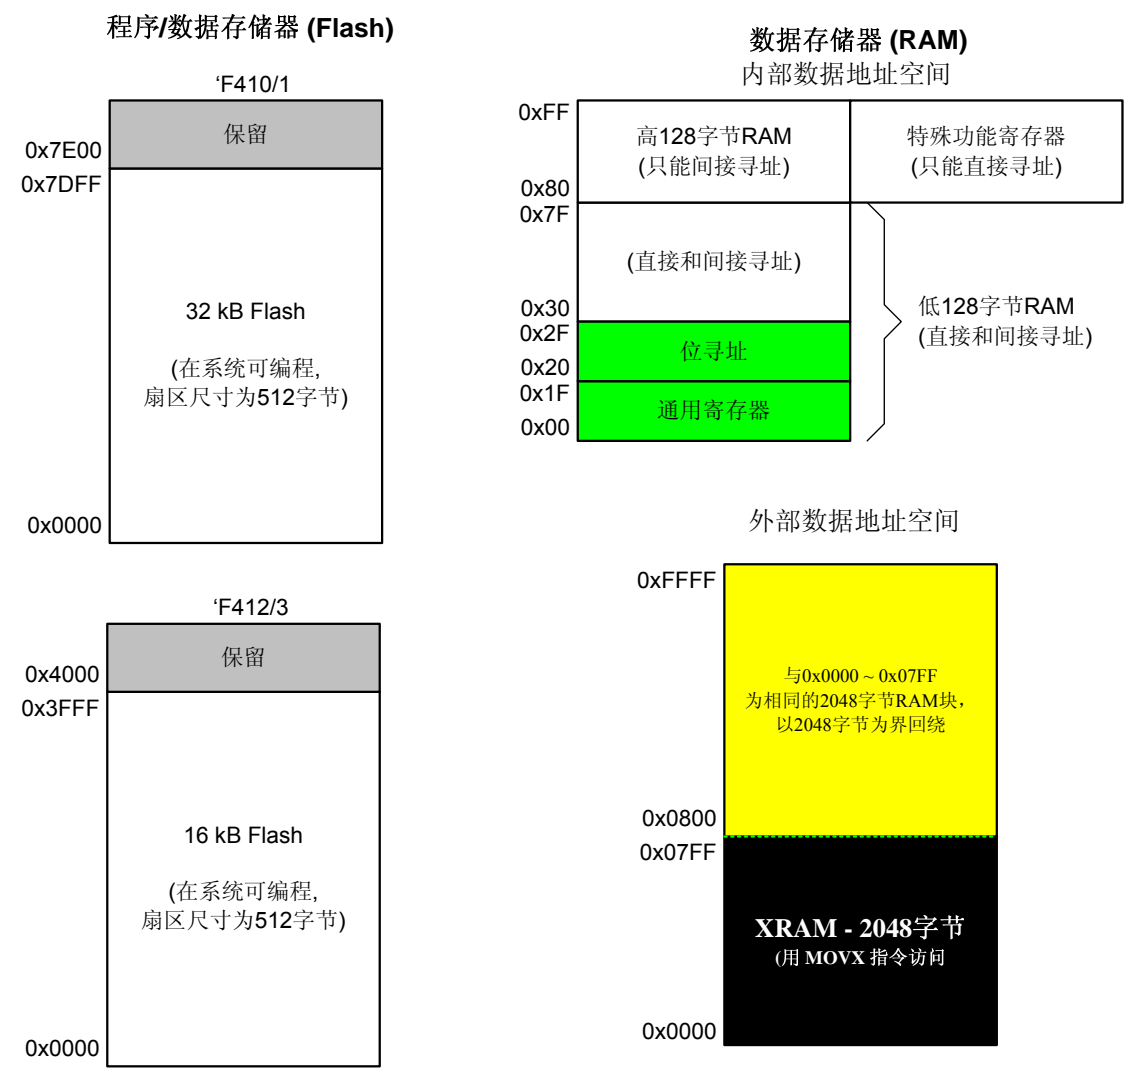 程序/数据存储器 (Flash)
'F410/1
保留
0x7E00
0x7DFF
32 kB Flash
(在系统可编程,
扇区尺寸为512字节)
0x0000
'F412/3
保留
0x4000
0x3FFF
16 kB Flash
(在系统可编程,
扇区尺寸为512字节)
0x0000
数据存储器 (RAM)
内部数据地址空间
0xFF
高128字节RAM
(只能间接寻址)
特殊功能寄存器
(只能直接寻址)
0x80
0x7F
(直接和间接寻址)
0x30
0x2F
位寻址
0x20
0x1F
通用寄存器
0x00
低128字节RAM
(直接和间接寻址)
外部数据地址空间
0xFFFF
与0x0000 ~ 0x07FF
为相同的2048字节RAM块，
以2048字节为界回绕
0x0800
0x07FF
XRAM - 2048字节
(用 MOVX 指令访问
0x0000